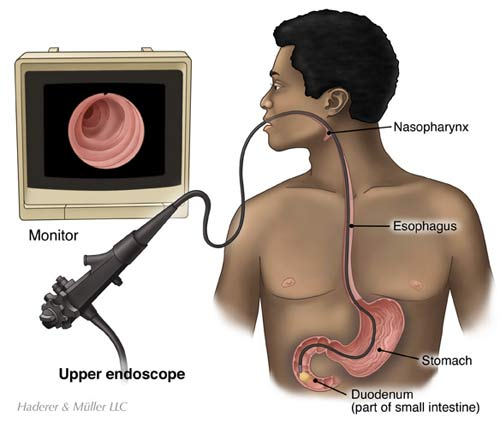 Nasopharynx
Monitor
Esophagus
Stomach
Upper endoscope
Duodenum
(part of small intestine)
Haderer & Müller LLC